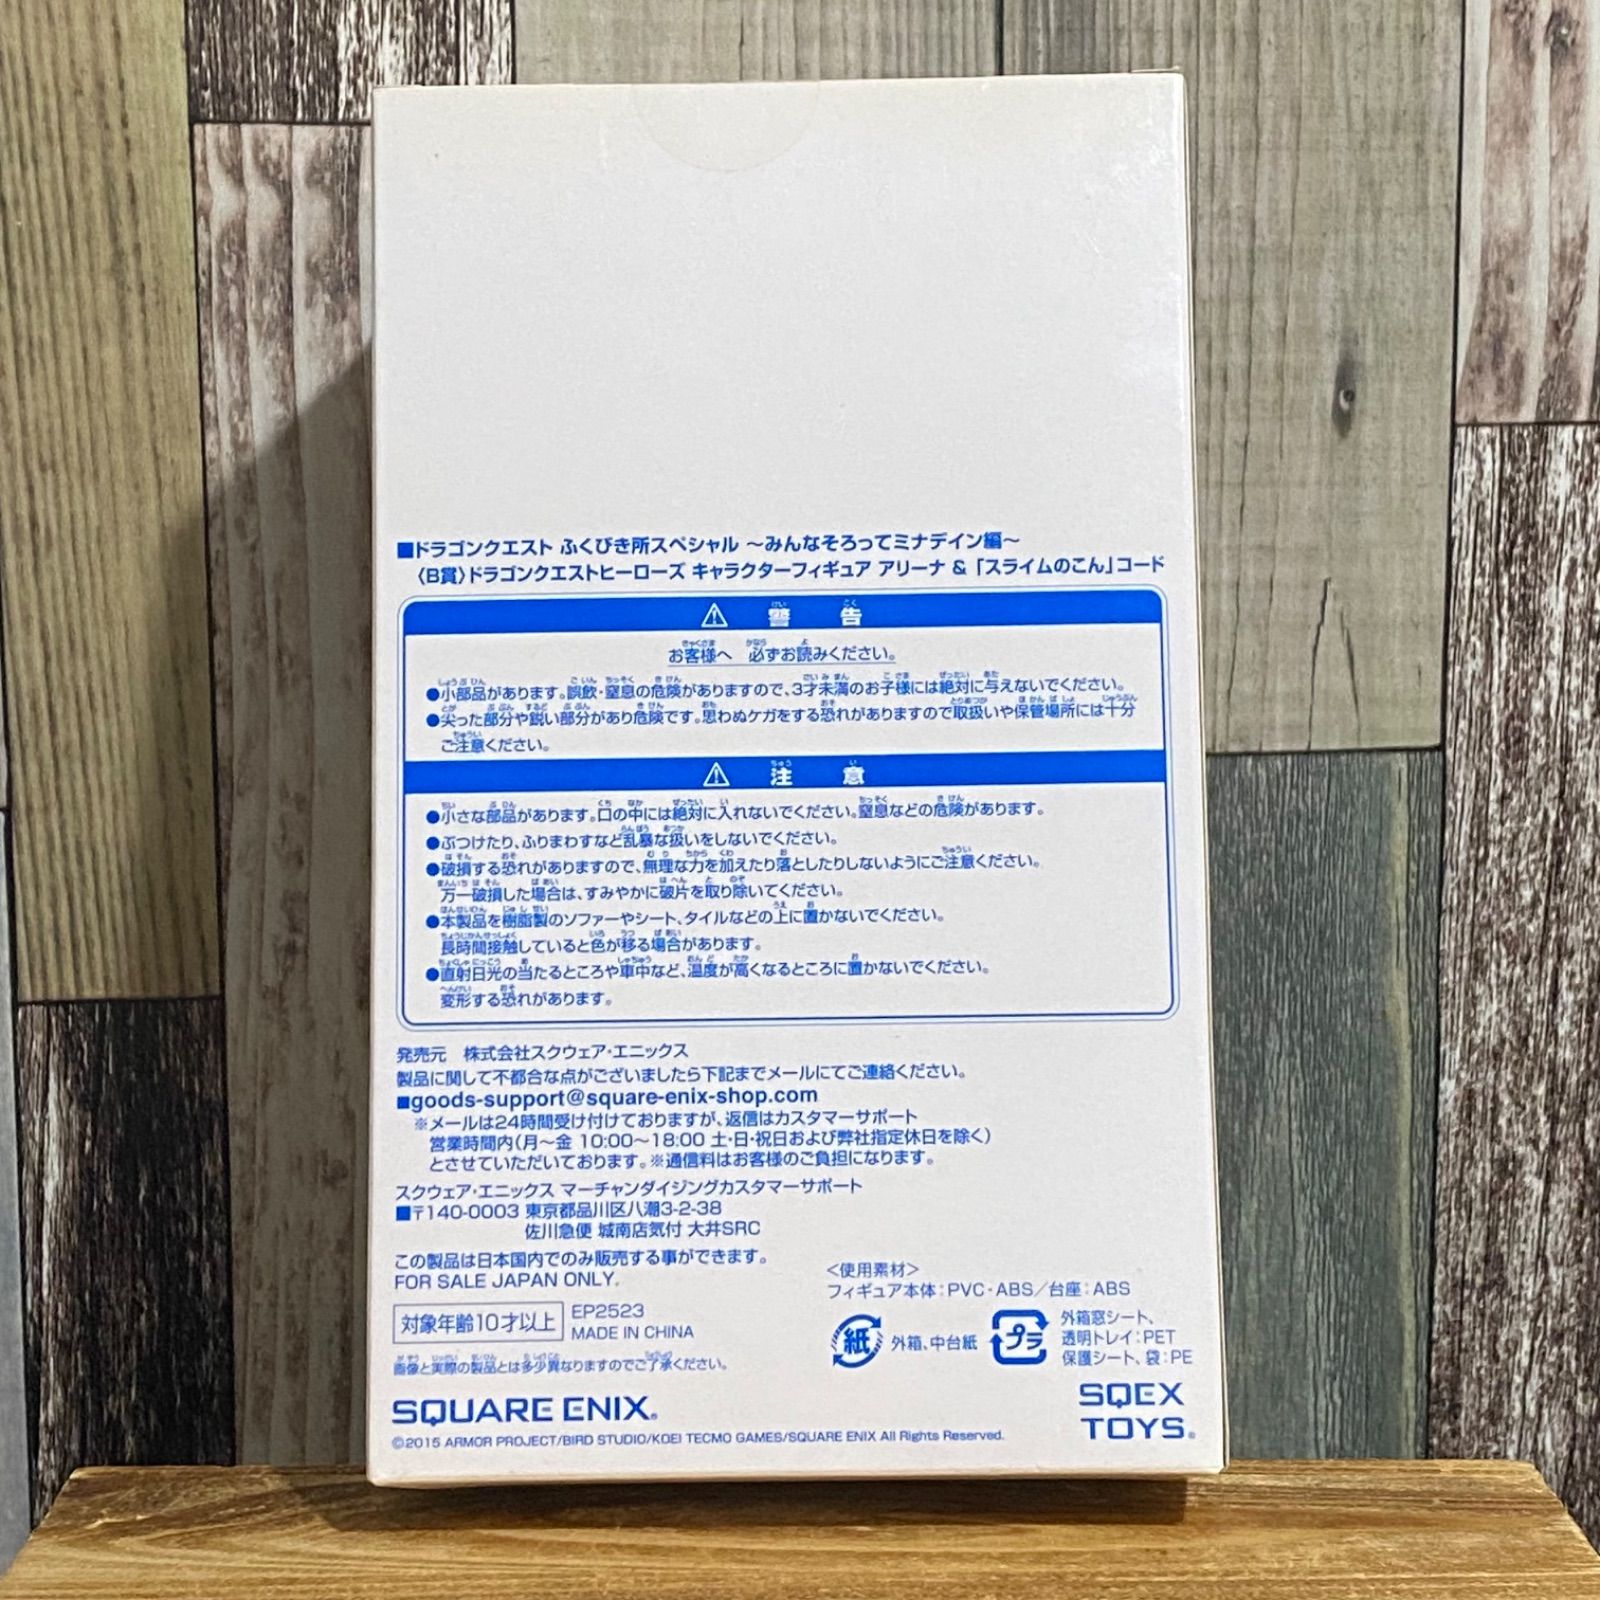 ■ドラゴンクエスト ふくびき所スペシャル ～みんなそろってミナデイン編～
〈B賞〉ドラゴンクエストヒーローズ キャラクターフィギュア アリーナ &「スライムのこん」コード
⚠ 警告
お客様へ 必ずお読みください。
●小部品があります。誤飲・窒息の危険がありますので、3才未満のお子様には絶対に与えないでください。
●尖った部分や鋭い部分があり危険です。思わぬケガをする恐れがありますので取扱いや保管場所には十分
ご注意ください。
⚠ 注意
●小さな部品があります。口の中には絶対に入れないでください。窒息などの危険があります。
●ぶつけたり、ふりまわすなど乱暴な扱いをしないでください。
●破損する恐れがありますので、無理な力を加えたり落としたりしないようにご注意ください。
万一破損した場合は、すみやかに破片を取り除いてください。
●本製品を樹脂製のソファーやシート、タイルなどの上に置かないでください。
長時間接触していると色が移る場合があります。
●直射日光の当たるところや車中など、温度が高くなるところに置かないでください。
変形する恐れがあります。
発売元 株式会社スクウェア・エニックス
製品に関して不都合な点がございましたら下記までメールにてご連絡ください。
■goods-support@square-enix-shop.com
※メールは24時間受け付けておりますが、返信はカスタマーサポート
営業時間内(月～金 10:00～18:00 土・日・祝日および弊社指定休日を除く)
とさせていただいております。※通信料はお客様のご負担になります。
スクウェア・エニックス マーチャンダイジングカスタマーサポート
■〒140-0003 東京都品川区八潮3-2-38
佐川急便 城南店気付 大井SRC
この製品は日本国内でのみ販売する事ができます。
FOR SALE JAPAN ONLY.
対象年齢10才以上
EP2523
MADE IN CHINA
画像と実際の製品とは多少異なりますのでご了承ください。
＜使用素材＞
フィギュア本体：PVC・ABS／台座：ABS
紙 外箱、中台紙
プラ 外箱窓シート、
透明トレイ：PET
保護シート、袋：PE
SQUARE ENIX®
SQEX
TOYS®
©2015 ARMOR PROJECT/BIRD STUDIO/KOEI TECMO GAMES/SQUARE ENIX All Rights Reserved.